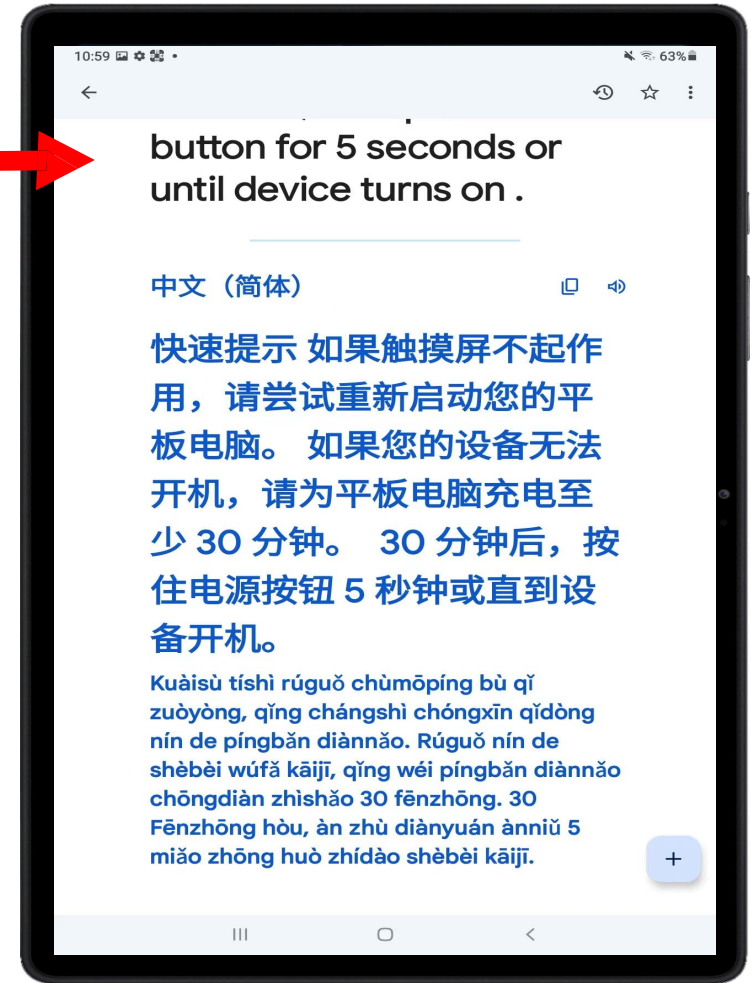 10:59
63%
button for 5 seconds or
until device turns on .
中文（简体）
快速提示 如果触摸屏不起作
用，请尝试重新启动您的平
板电脑。 如果您的设备无法
开机，请为平板电脑充电至
少 30 分钟。 30 分钟后，按
住电源按钮 5 秒钟或直到设
备开机。
Kuàisù tíshì rúguǒ chùmōpíng bù qǐ
zuòyòng, qǐng chángshì chóngxīn qǐdòng
nín de píngbǎn diànnǎo. Rúguǒ nín de
shèbèi wúfǎ kāijī, qǐng wéi píngbǎn diànnǎo
chōngdiàn zhìshǎo 30 fēnzhōng. 30
Fēnzhōng hòu, àn zhù diànyuán ànniǔ 5
miǎo zhōng huò zhídào shèbèi kāijī.